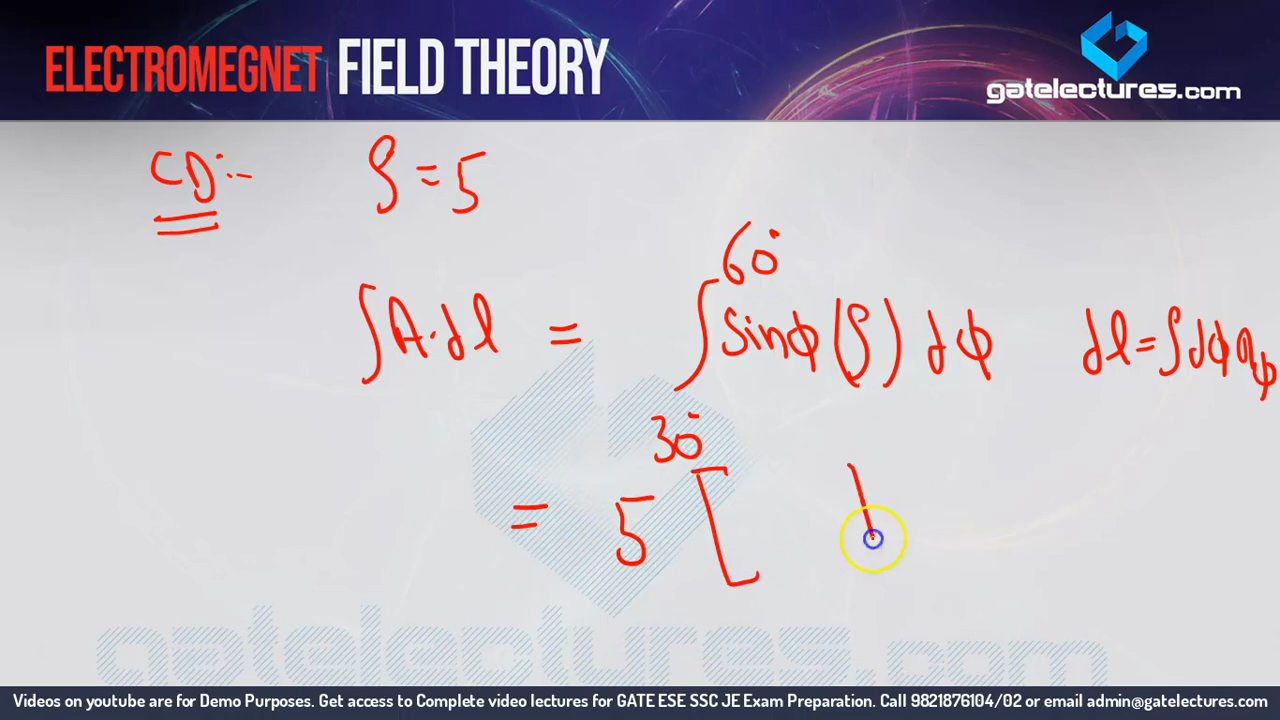 ELECTROMEGNET FIELD THEORY
gatelectures.com
CD:- ρ = 5
60°
∫A·dl = ∫sinϕ(ρ)dϕ dl = ρdϕ aϕ
30°
= 5 [
gatelectures.com
Videos on youtube are for Demo Purposes. Get access to Complete video lectures for GATE ESE SSC JE Exam Preparation. Call 9821876104/02 or email admin@gatelectures.com